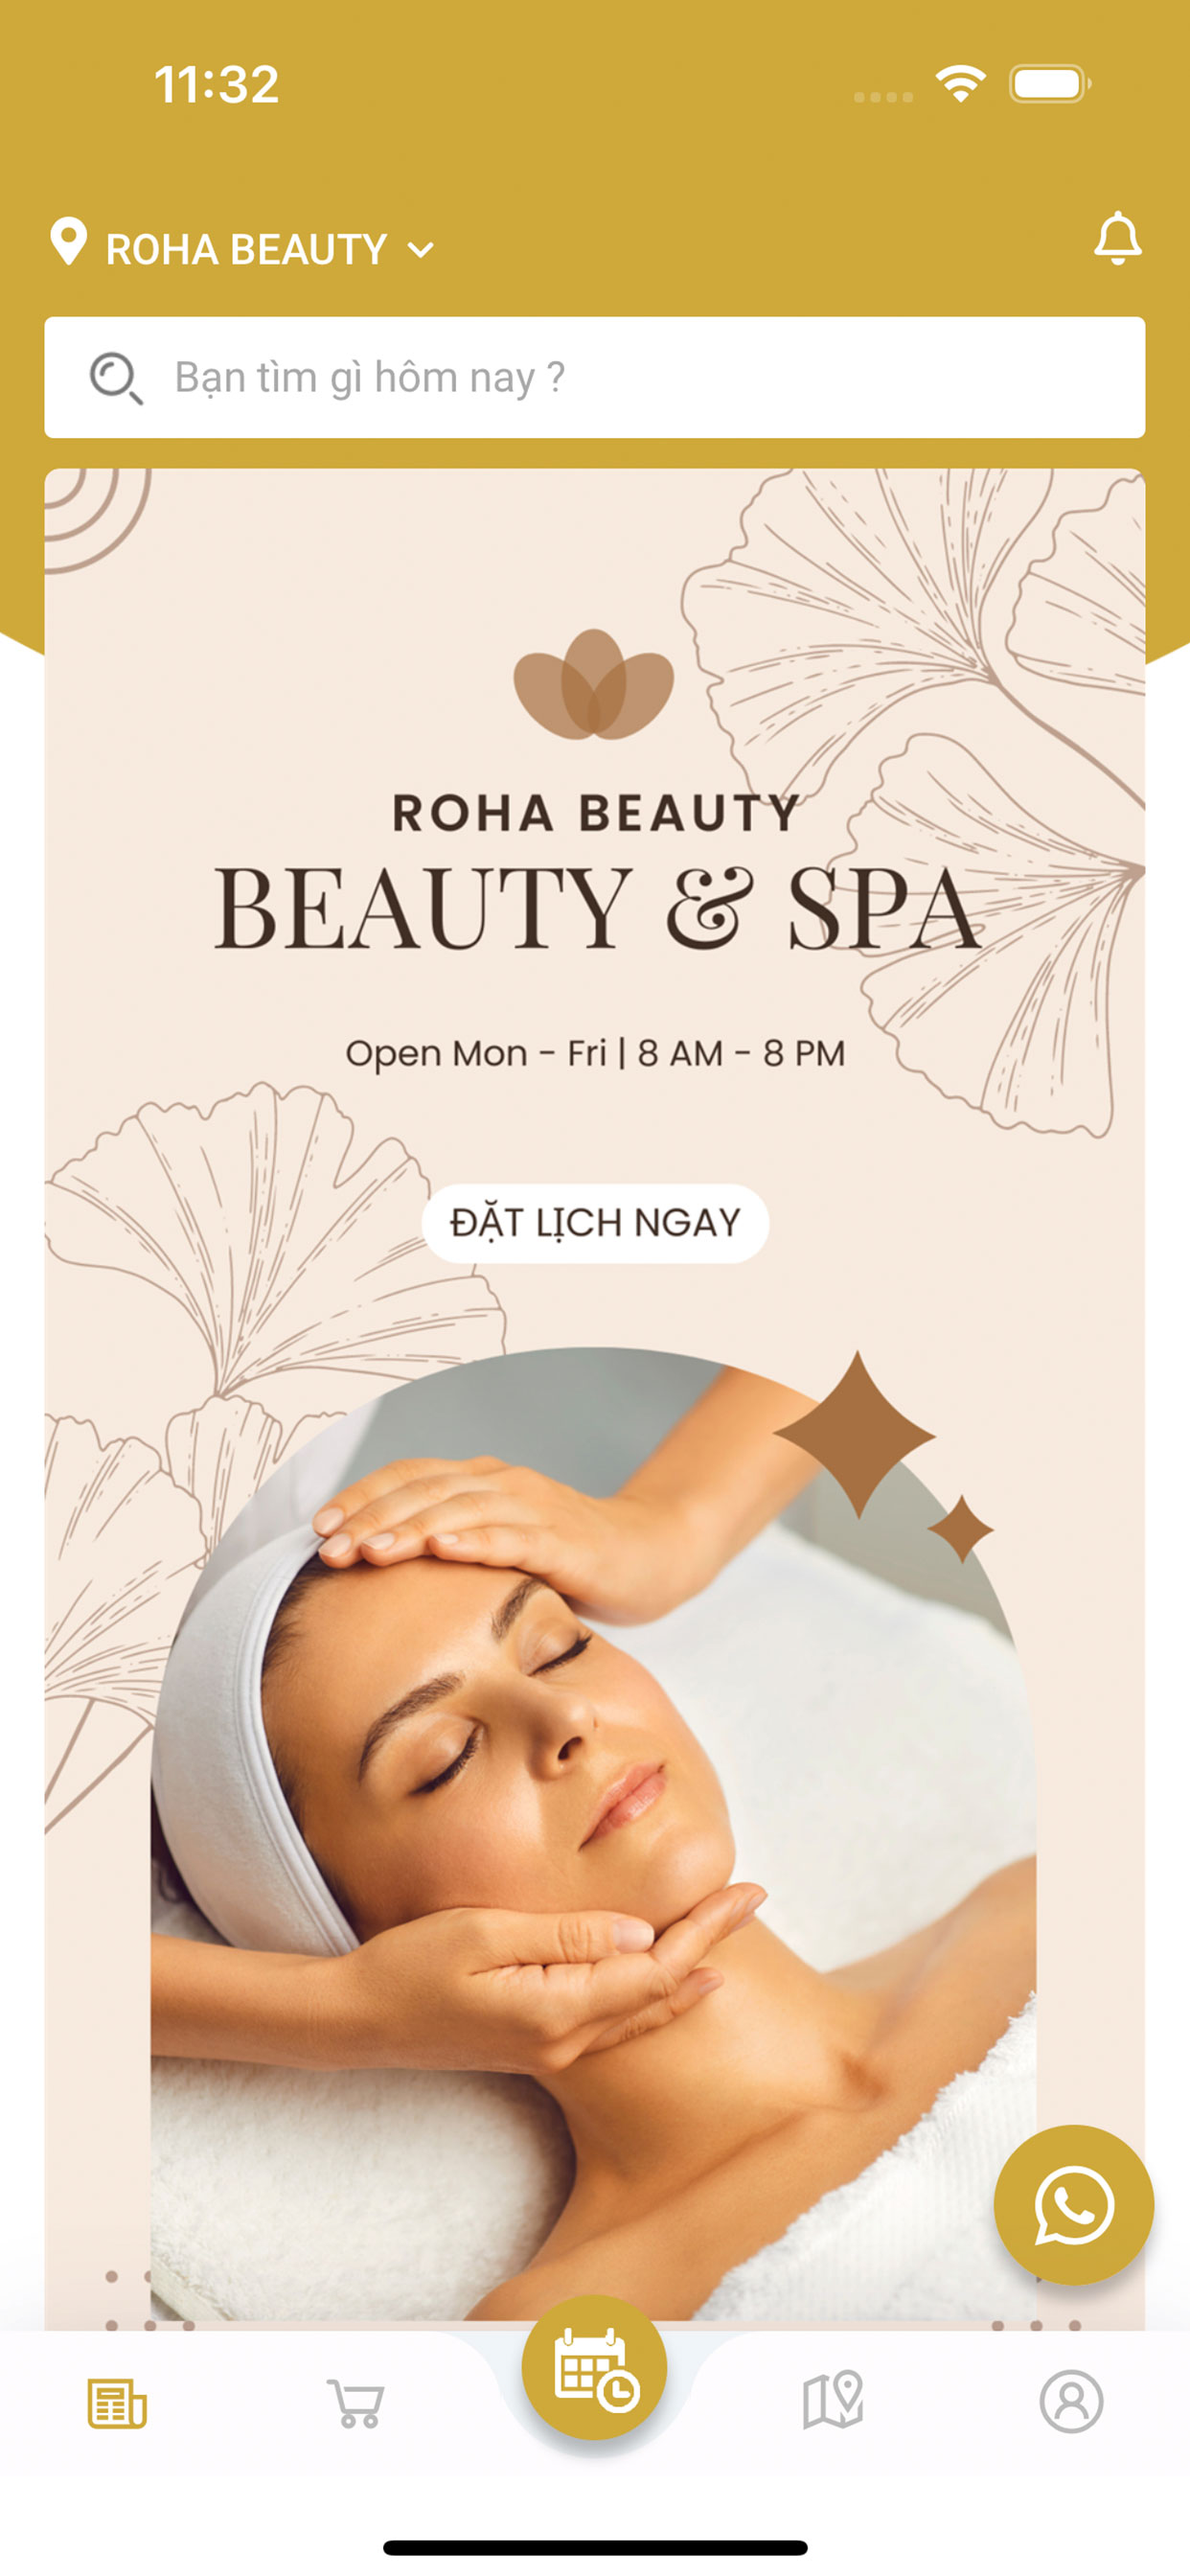 11:32
ROHA BEAUTY
Bạn tìm gì hôm nay ?
ROHA BEAUTY
BEAUTY & SPA
Open Mon - Fri | 8 AM - 8 PM
ĐẶT LỊCH NGAY